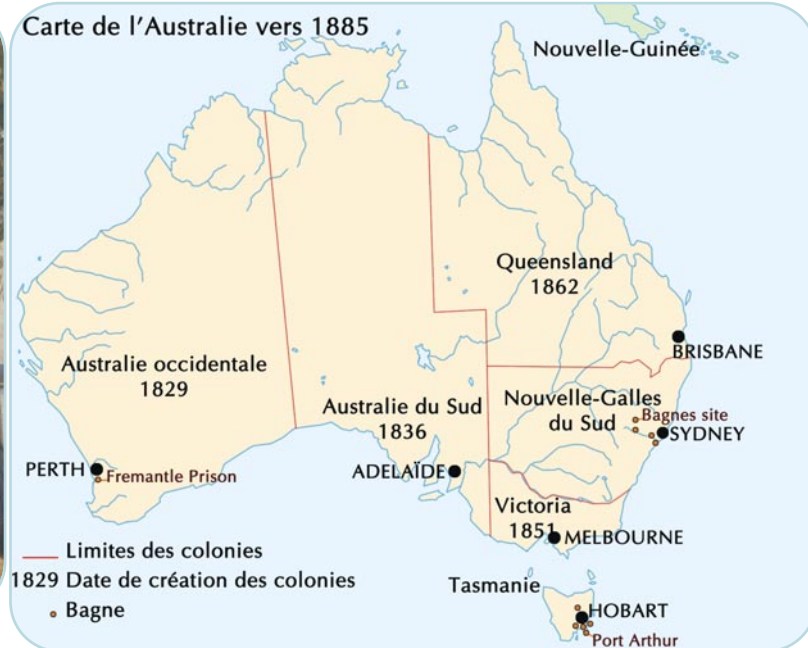 Carte de l'Australie vers 1885
Nouvelle-Guinée
Queensland
1862
BRISBANE
Australie occidentale
1829
Australie du Sud
1836
Nouvelle-Galles
du Sud
Bagnes site
SYDNEY
PERTH
Fremantle Prison
ADELAÏDE
Victoria
1851
MELBOURNE
Limites des colonies
1829 Date de création des colonies
Bagne
Tasmanie
HOBART
Port Arthur